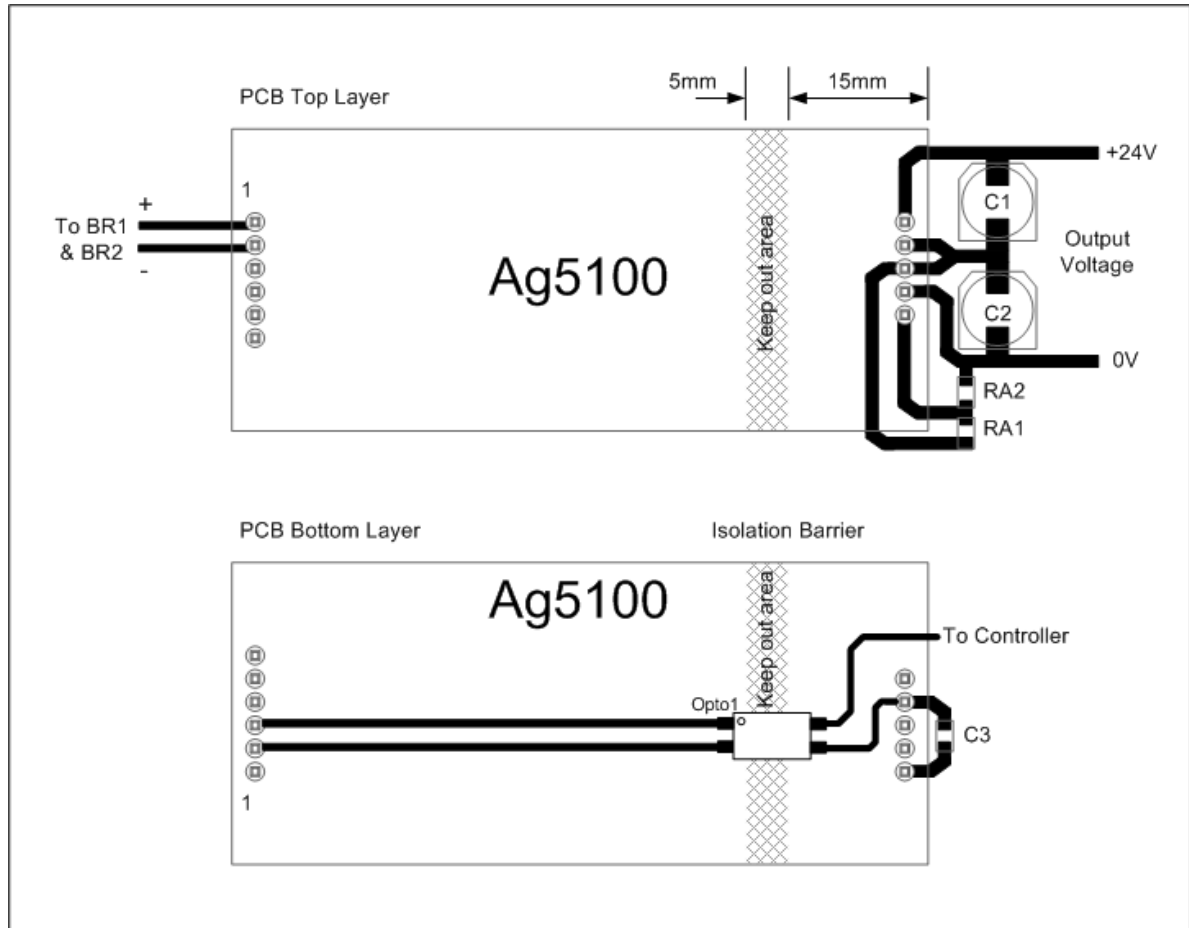 5mm
15mm
PCB Top Layer
+24V
1
+
To BR1
& BR2
-
C1
Output
Voltage
Ag5100
Keep out area
C2
0V
RA2
RA1
PCB Bottom Layer
Isolation Barrier
Ag5100
Keep out area
To Controller
Opto1
C3
1